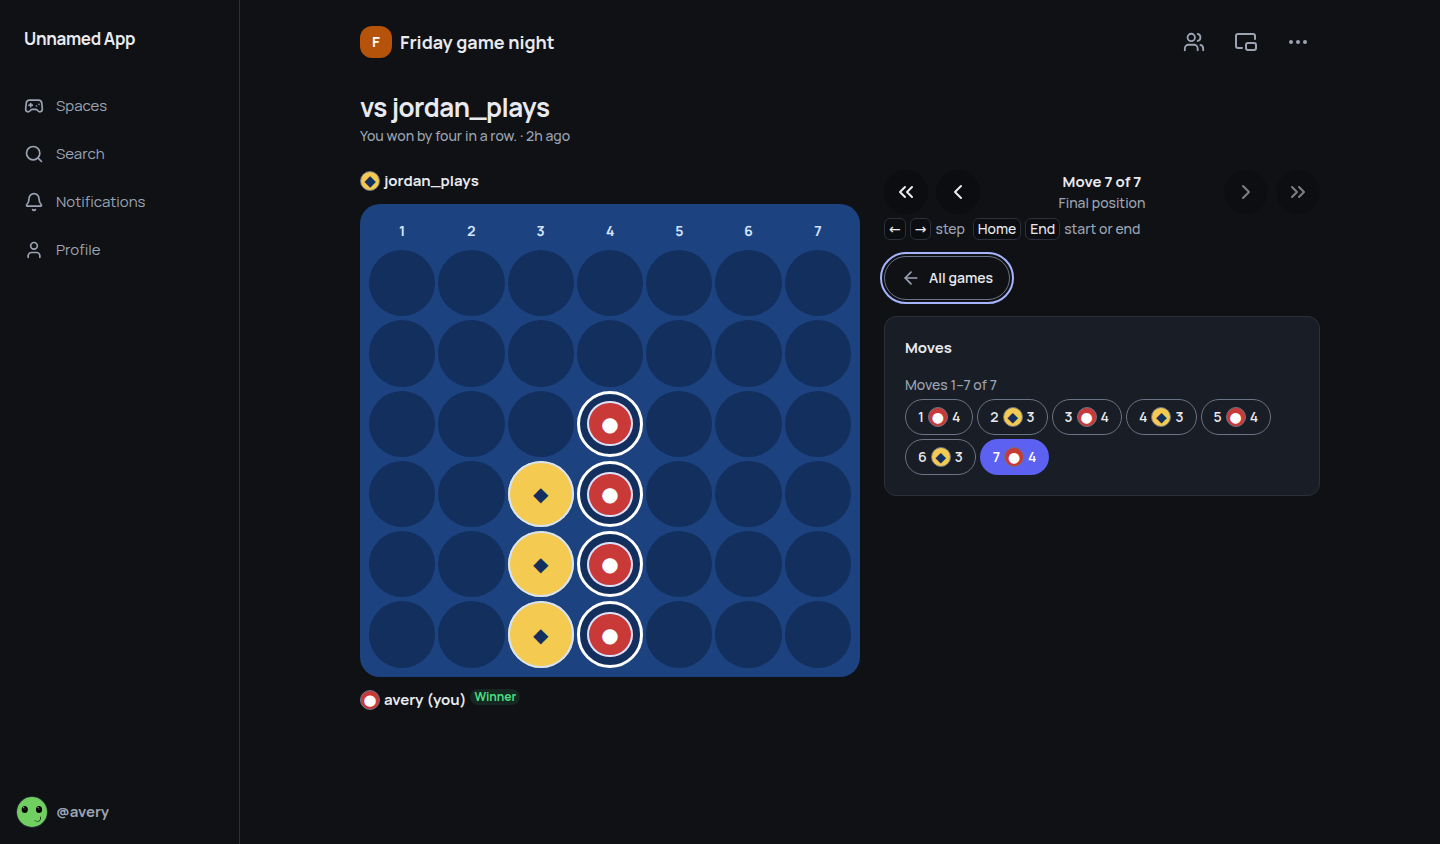 Unnamed App
Spaces
Search
Notifications
Profile
@avery
F Friday game night
vs jordan_plays
You won by four in a row. · 2h ago
jordan_plays
1 2 3 4 5 6 7
avery (you) Winner
Move 7 of 7
Final position
← → step Home End start or end
← All games
Moves
Moves 1–7 of 7
1 4 2 3 3 4 4 3 5 4
6 3 7 4